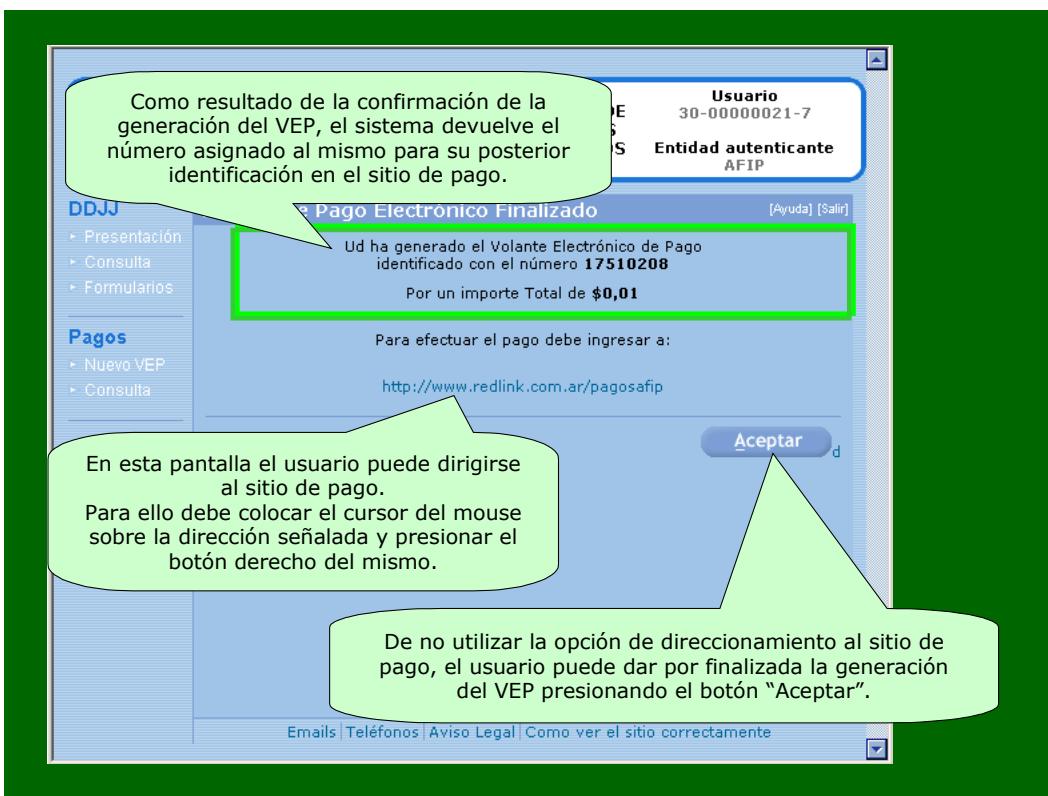 Como resultado de la confirmación de la
generación del VEP, el sistema devuelve el
número asignado al mismo para su posterior
identificación en el sitio de pago.
Usuario
30-00000021-7
Entidad autenticante
AFIP
DDJJ
Presentación
Consulta
Formularios
Pagos
Nuevo VEP
Consulta
Pago Electrónico Finalizado
[Ayuda] [Salir]
Ud ha generado el Volante Electrónico de Pago
identificado con el número 17510208
Por un importe Total de $0,01
Para efectuar el pago debe ingresar a:
http://www.redlink.com.ar/pagosafip
Aceptar
En esta pantalla el usuario puede dirigirse
al sitio de pago.
Para ello debe colocar el cursor del mouse
sobre la dirección señalada y presionar el
botón derecho del mismo.
De no utilizar la opción de direccionamiento al sitio de
pago, el usuario puede dar por finalizada la generación
del VEP presionando el botón “Aceptar”.
Emails | Teléfonos | Aviso Legal | Como ver el sitio correctamente